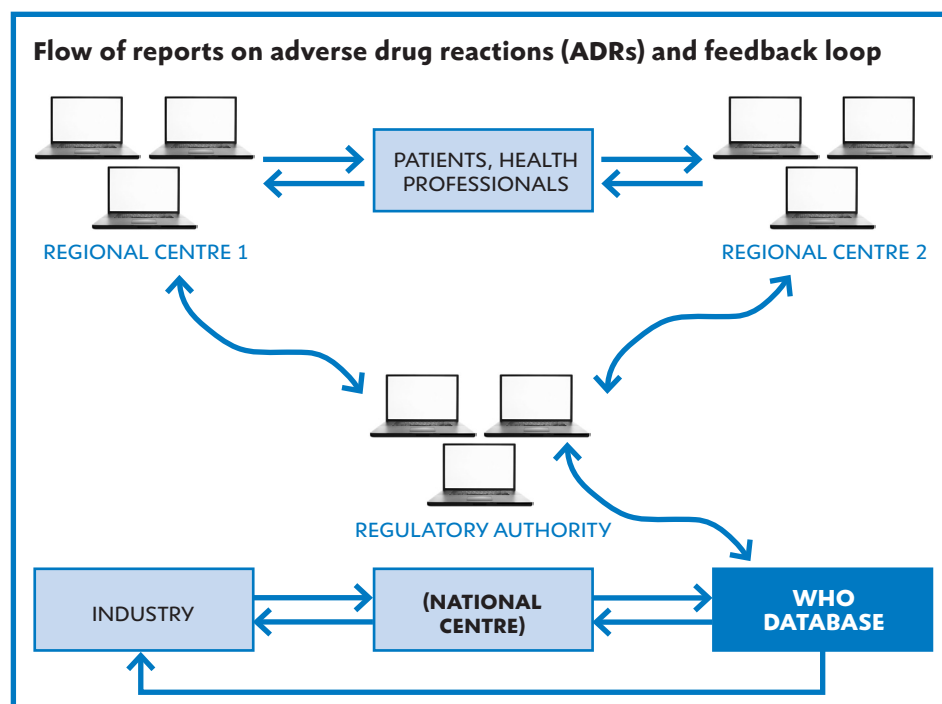 Flow of reports on adverse drug reactions (ADRs) and feedback loop
PATIENTS, HEALTH
PROFESSIONALS
REGIONAL CENTRE 1
REGIONAL CENTRE 2
REGULATORY AUTHORITY
INDUSTRY
(NATIONAL
CENTRE)
WHO
DATABASE